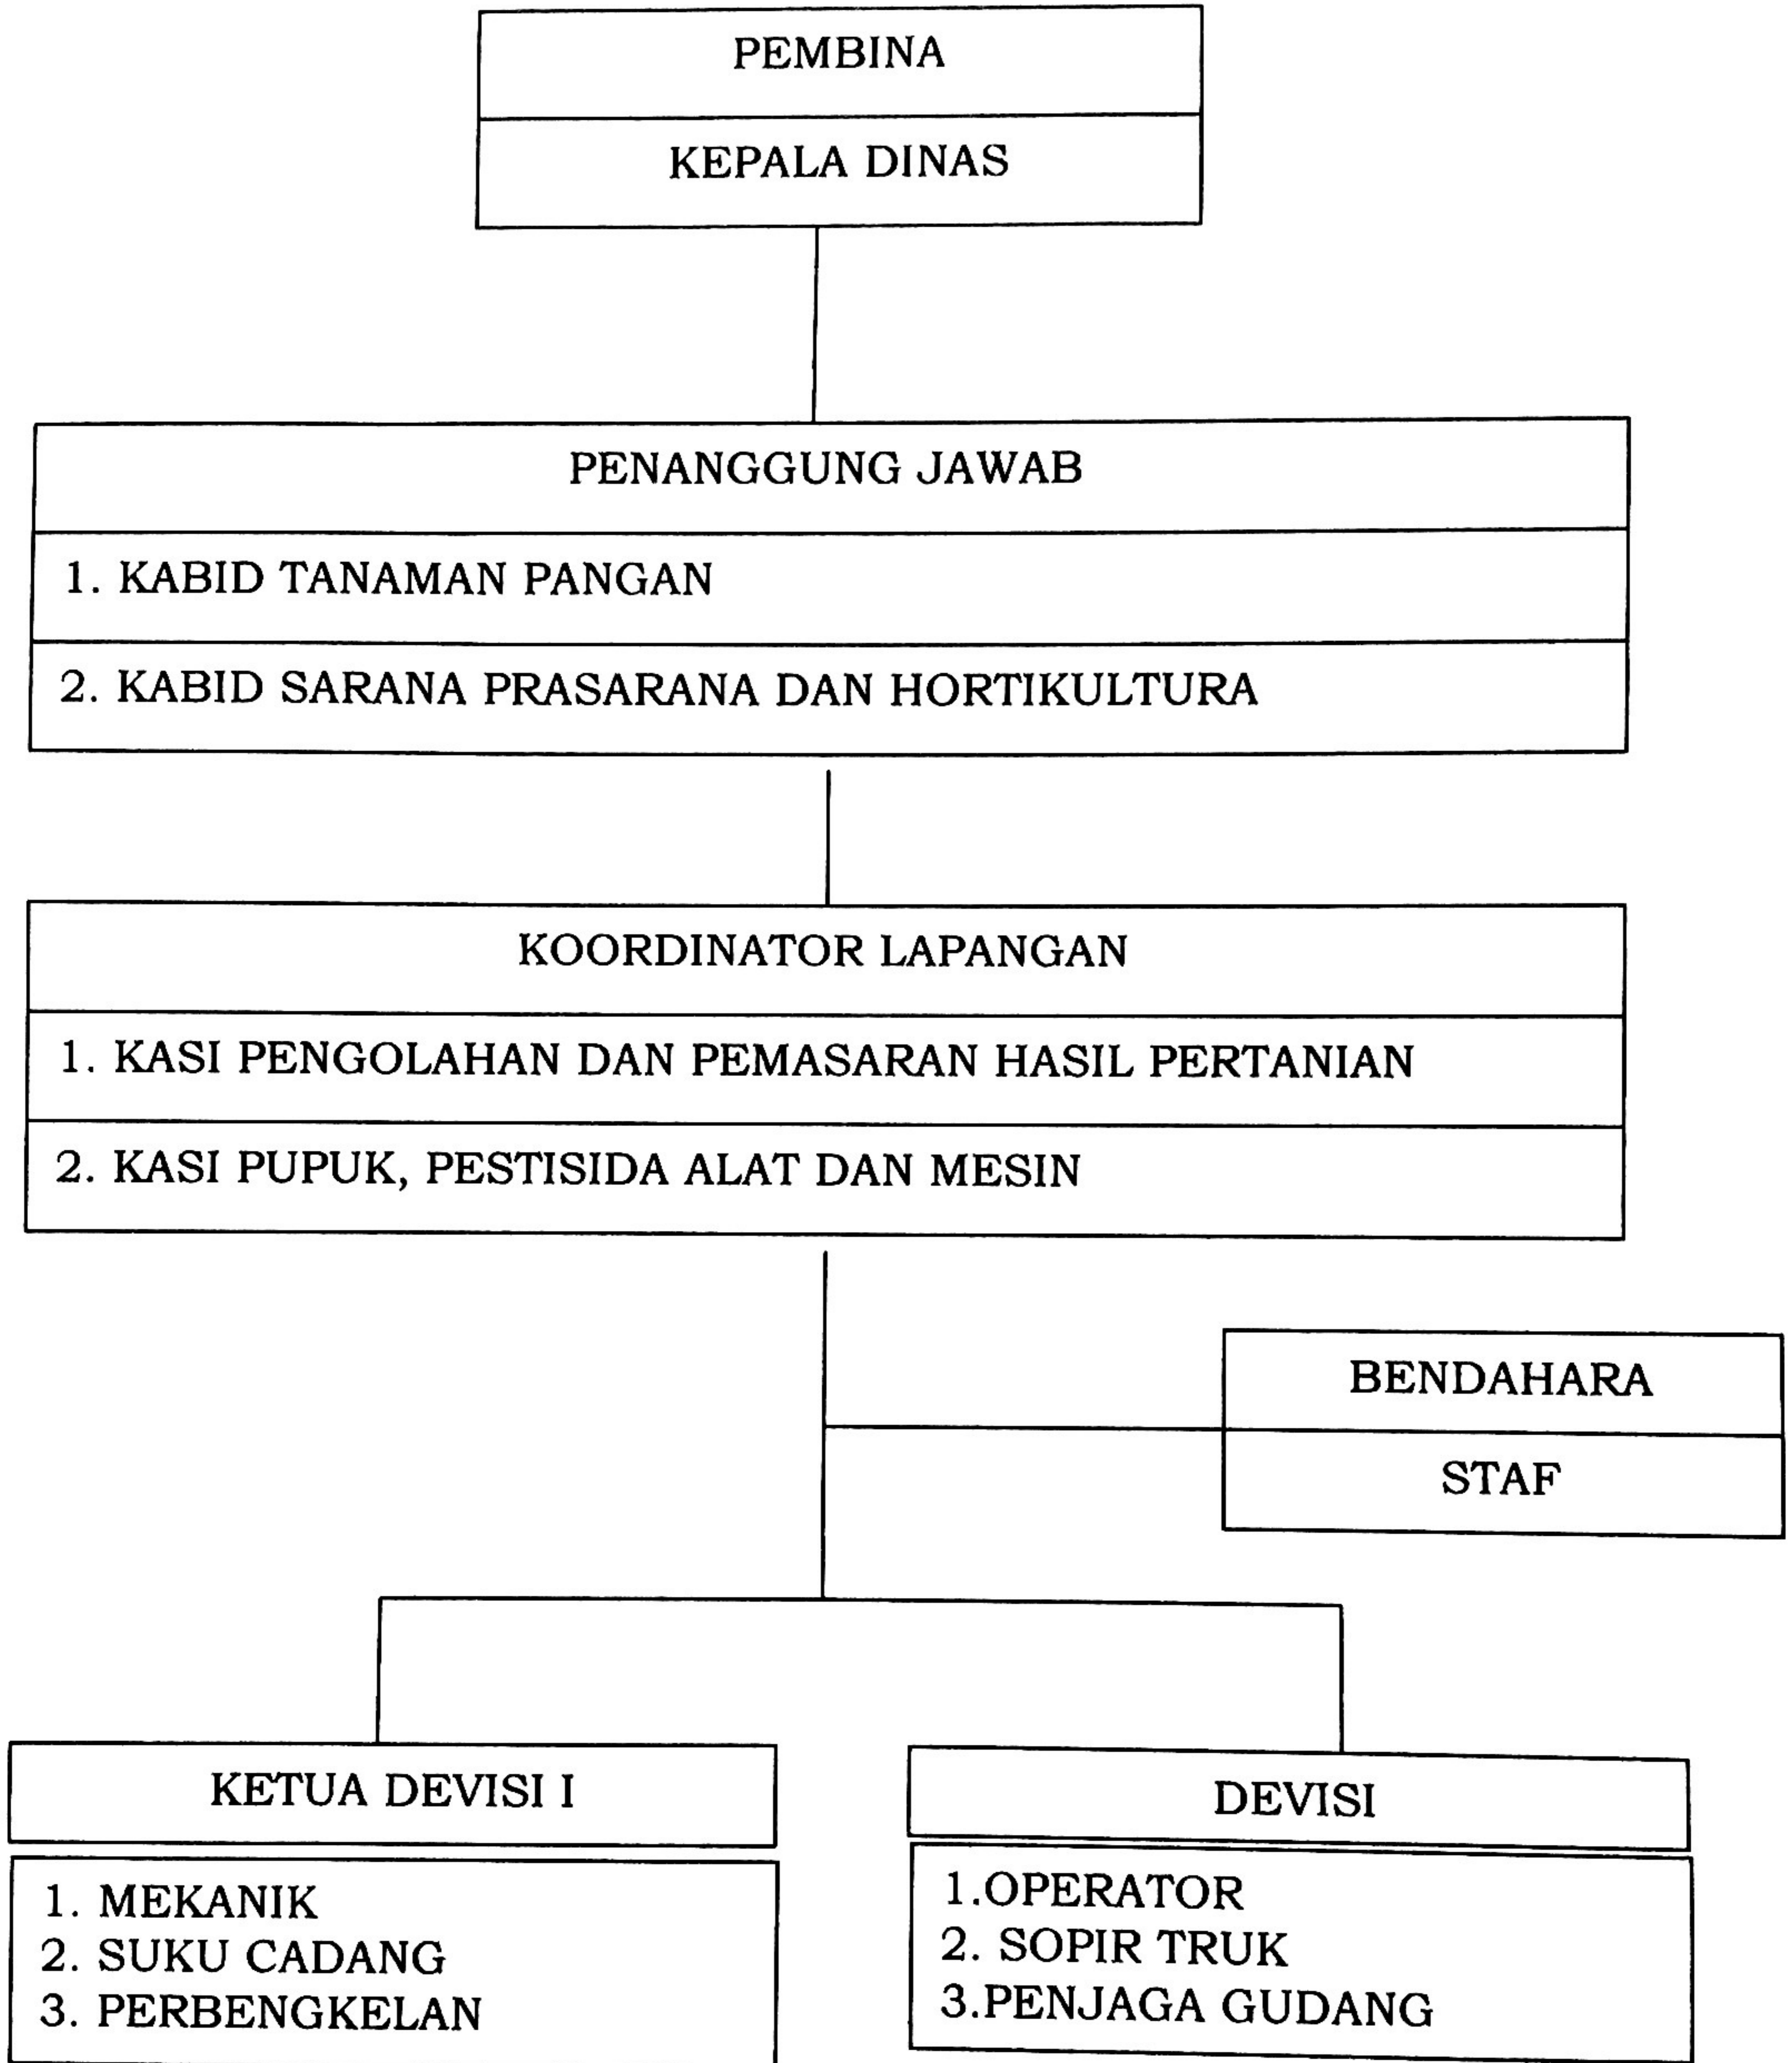 PEMBINA
KEPALA DINAS
PENANGGUNG JAWAB
1. KABID TANAMAN PANGAN
2. KABID SARANA PRASARANA DAN HORTIKULTURA
KOORDINATOR LAPANGAN
1. KASI PENGOLAHAN DAN PEMASARAN HASIL PERTANIAN
2. KASI PUPUK, PESTISIDA ALAT DAN MESIN
BENDAHARA
STAF
KETUA DEVISI I
1. MEKANIK
2. SUKU CADANG
3. PERBENGKELAN
DEVISI
1.OPERATOR
2. SOPIR TRUK
3.PENJAGA GUDANG